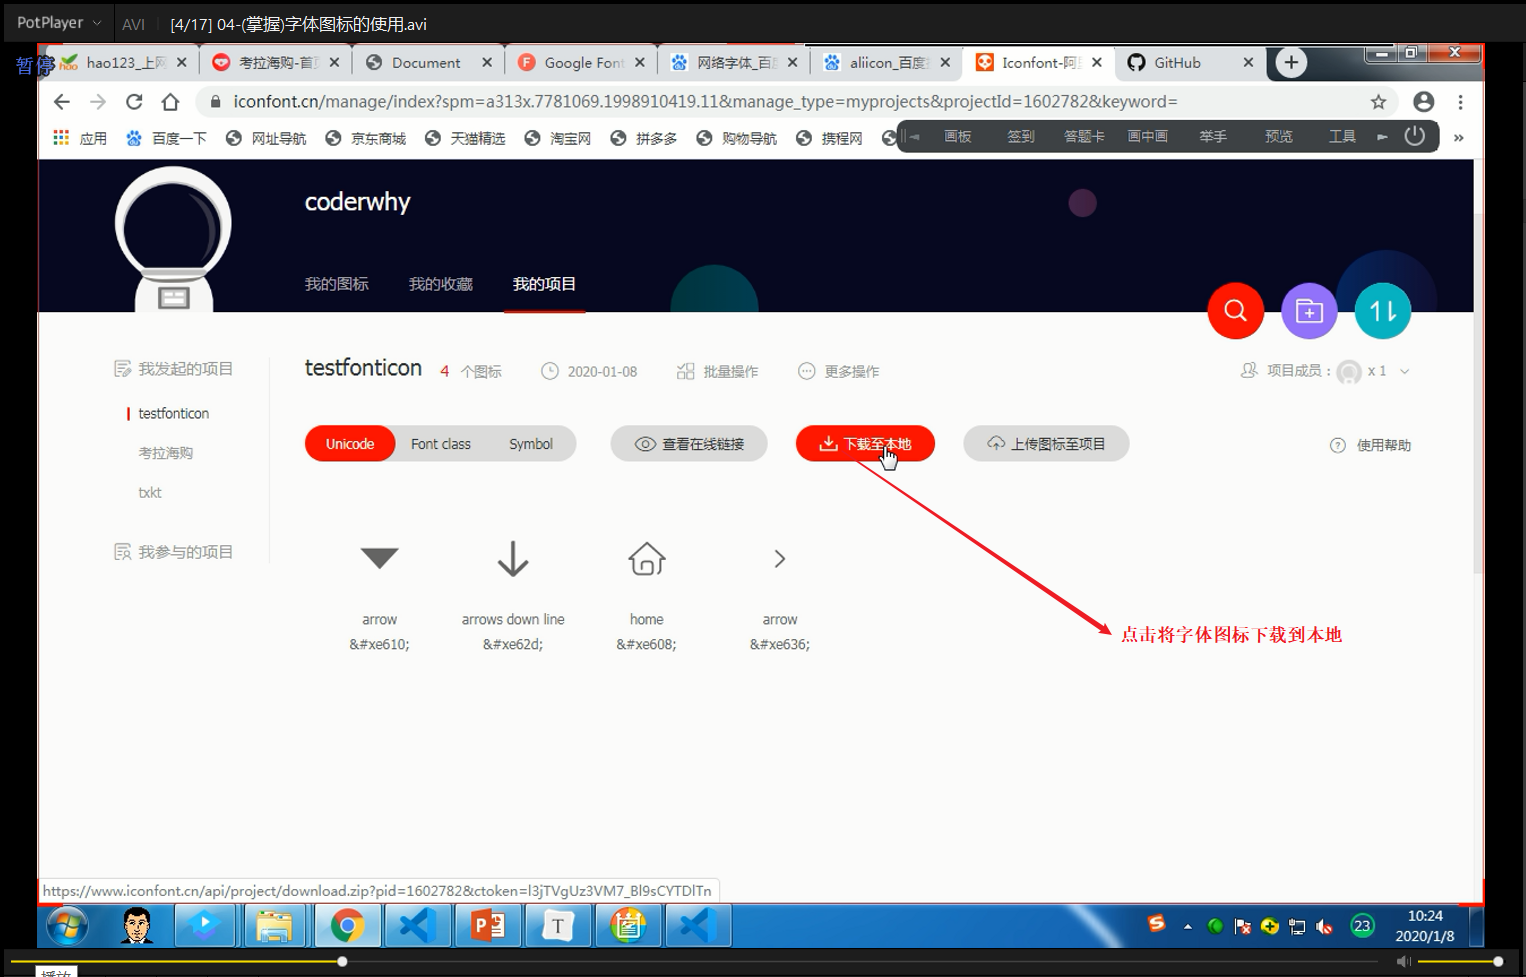 PotPlayer AVI [4/17] 04-(掌握)字体图标的使用.avi
暂停
hao123_上网 考拉海购-首页 Document Google Font 网络字体_百度 aliicon_百度 Iconfont-阿里 GitHub
iconfont.cn/manage/index?spm=a313x.7781069.1998910419.11&manage_type=myprojects&projectId=1602782&keyword=
应用 百度一下 网址导航 京东商城 天猫精选 淘宝网 拼多多 购物导航 携程网 画板 签到 答题卡 画中画 举手 预览 工具 »
coderwhy
我的图标 我的收藏 我的项目
我发起的项目
testfonticon
考拉海购
txkt
我参与的项目
testfonticon 4 个图标 2020-01-08 批量操作 更多操作 项目成员： x 1
Unicode Font class Symbol 查看在线链接 下载至本地 上传图标至项目 使用帮助
arrow arrows down line home arrow
&#xe610; &#xe62d; &#xe608; &#xe636;
点击将字体图标下载到本地
https://www.iconfont.cn/api/project/download.zip?pid=1602782&ctoken=l3jTVgUz3VM7_Bl9sCYTDlTn
23
10:24
2020/1/8
播放